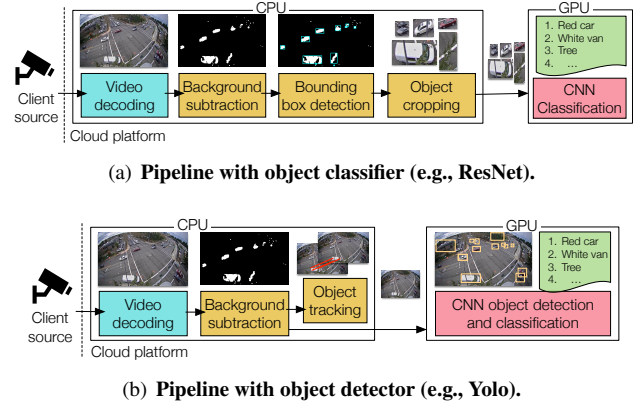 CPU
GPU
1. Red car
2. White van
3. Tree
4. ...
Client
source
Video
decoding
Background
subtraction
Bounding
box detection
Object
cropping
CNN
Classification
Cloud platform
(a) Pipeline with object classifier (e.g., ResNet).
CPU
GPU
1. Red car
2. White van
3. Tree
4. ...
Client
source
Video
decoding
Background
subtraction
Object
tracking
CNN object detection
and classification
Cloud platform
(b) Pipeline with object detector (e.g., Yolo).